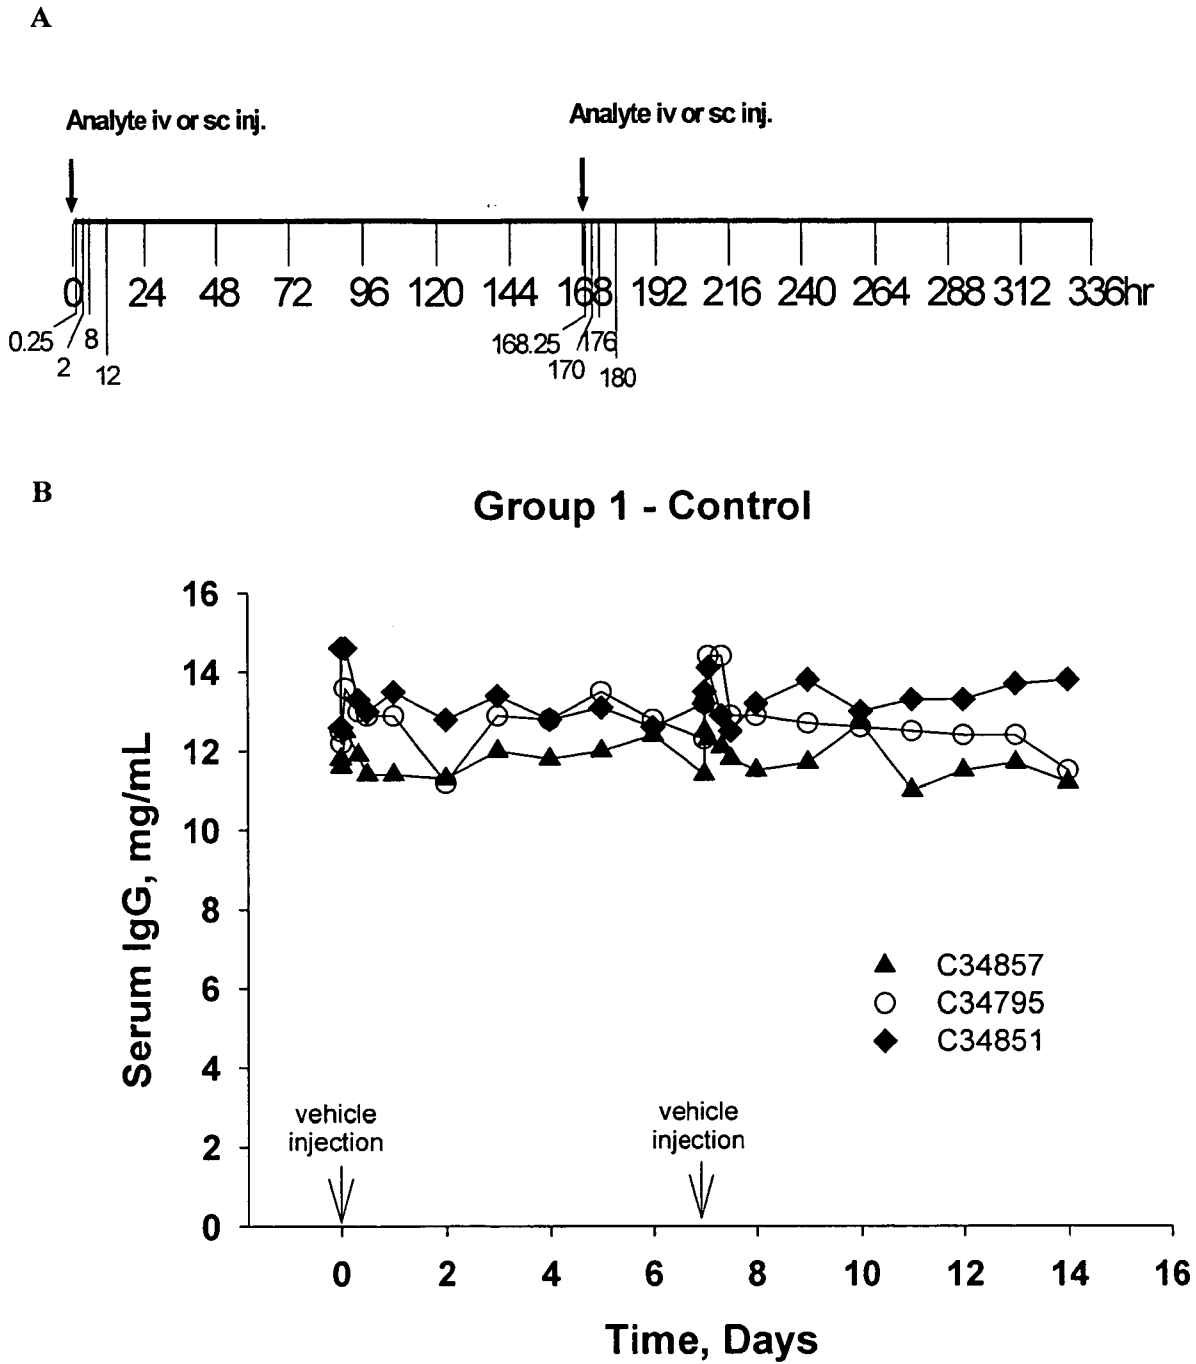 A
Analyte iv or sc inj.
Analyte iv or sc inj.
0 24 48 72 96 120 144 168 192 216 240 264 288 312 336hr
0.25 8 168.25 176
2 12 170 180
B
Group 1 - Control
16
14
12
10
8
6
4
2
0
Serum IgG, mg/mL
C34857
C34795
C34851
vehicle
injection
vehicle
injection
0 2 4 6 8 10 12 14 16
Time, Days